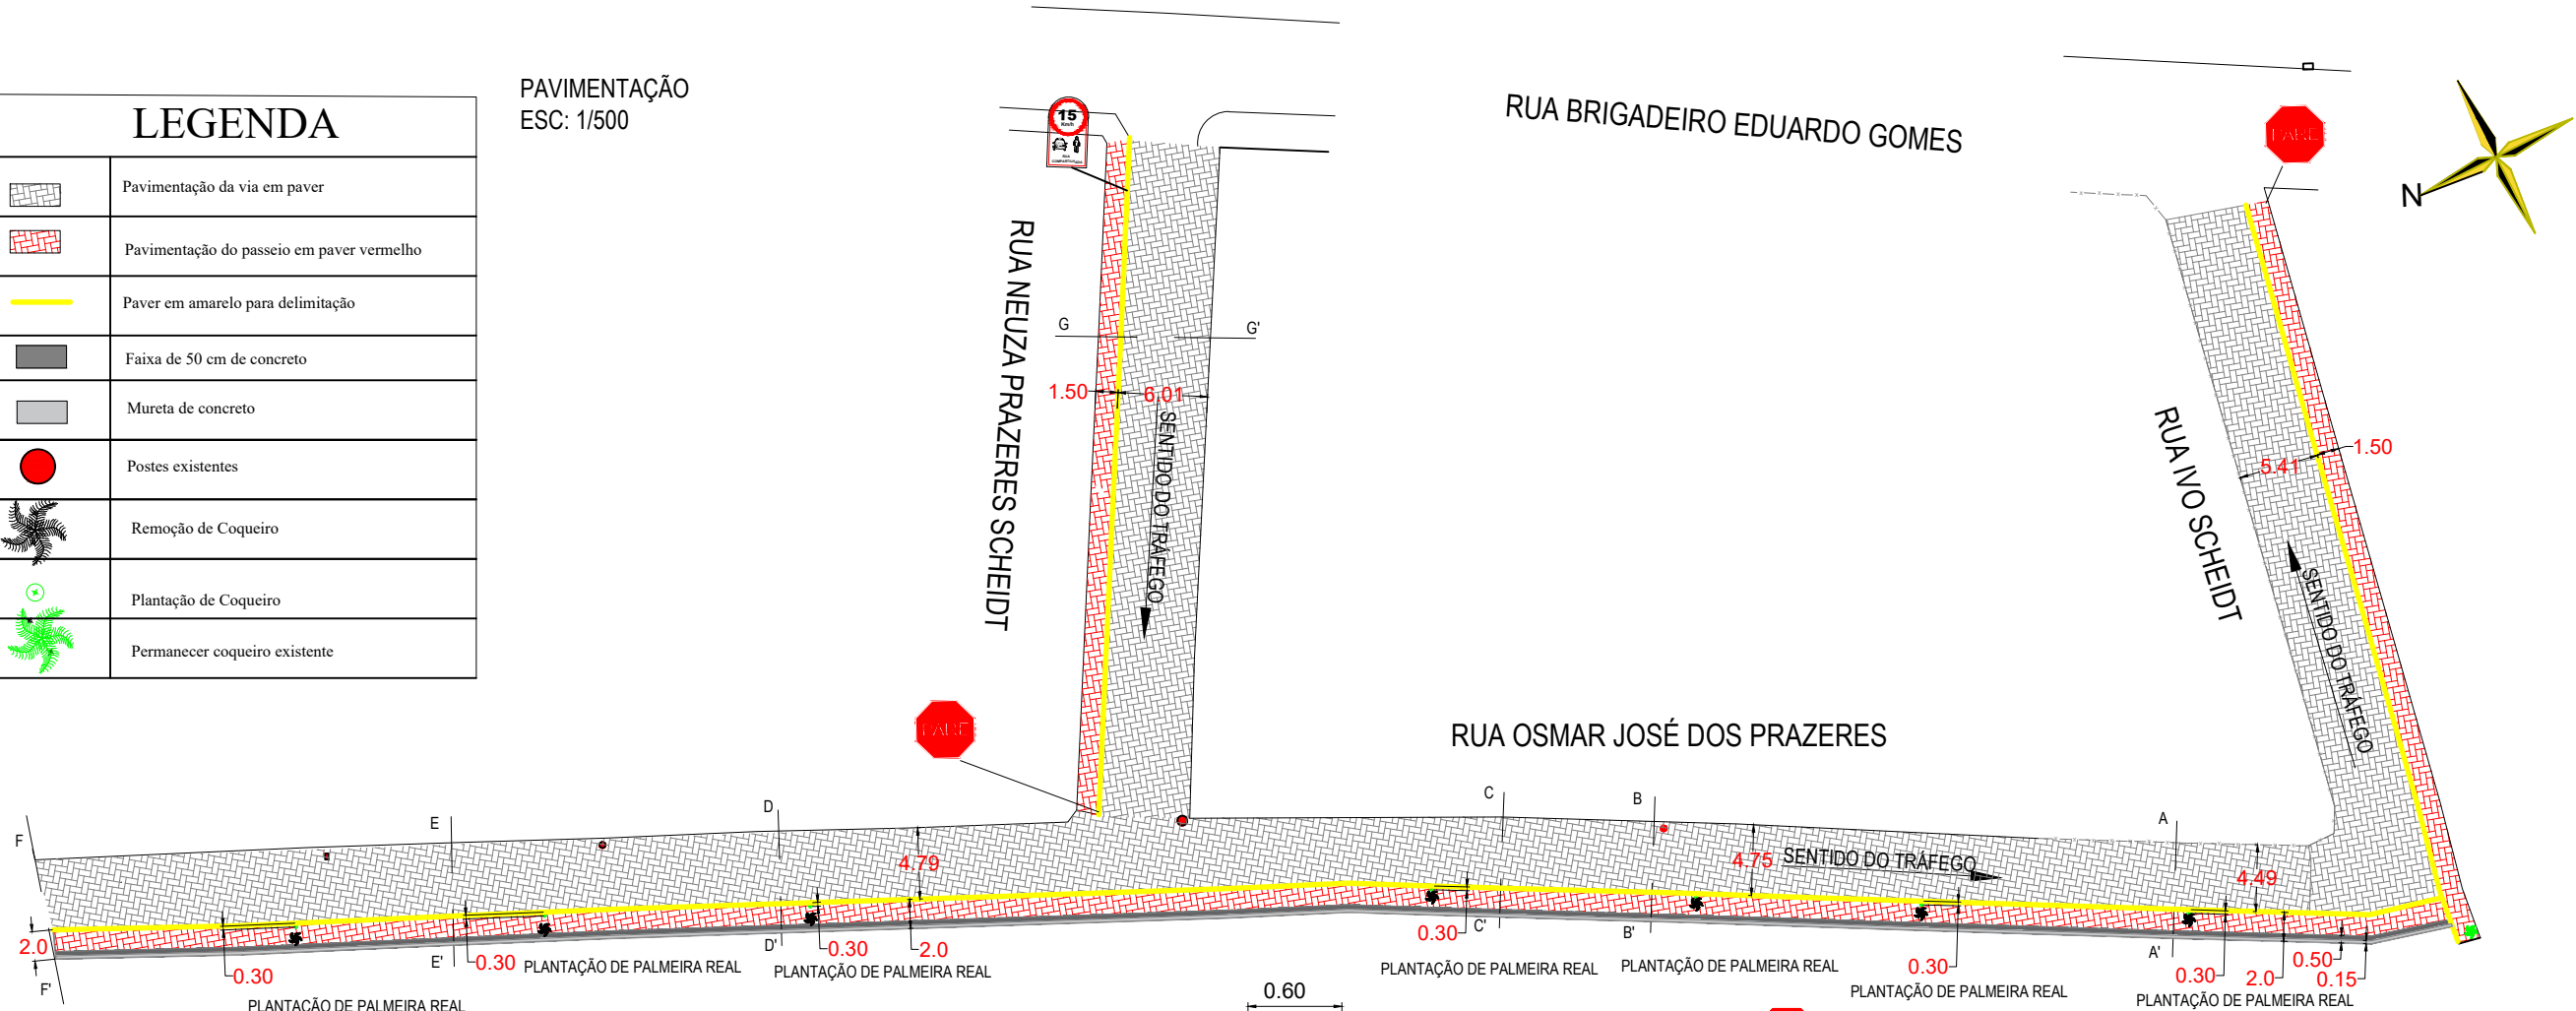 PAVIMENTAÇÃO
ESC: 1/500
LEGENDA
Pavimentação da via em paver
Pavimentação do passeio em paver vermelho
Paver em amarelo para delimitação
Faixa de 50 cm de concreto
Mureta de concreto
Postes existentes
Remoção de Coqueiro
Plantação de Coqueiro
Permanecer coqueiro existente
15
Km/h
RUA
COMPARTILHADA
RUA BRIGADEIRO EDUARDO GOMES
PARE
N
RUA NEUZA PRAZERES SCHEIDT
G
G'
1.50
6.01
SENTIDO DO TRÁFEGO
RUA IVO SCHEIDT
5.41
1.50
SENTIDO DO TRÁFEGO
PARE
RUA OSMAR JOSÉ DOS PRAZERES
F
E
D
C
B
A
4.79
4.75
SENTIDO DO TRÁFEGO
4.49
2.0
F'
E'
D'
C'
B'
A'
0.30
0.30
0.30
2.0
0.30
0.30
0.30
2.0
0.50
0.15
PLANTAÇÃO DE PALMEIRA REAL
PLANTAÇÃO DE PALMEIRA REAL
PLANTAÇÃO DE PALMEIRA REAL
PLANTAÇÃO DE PALMEIRA REAL
PLANTAÇÃO DE PALMEIRA REAL
PLANTAÇÃO DE PALMEIRA REAL
PLANTAÇÃO DE PALMEIRA REAL
0.60